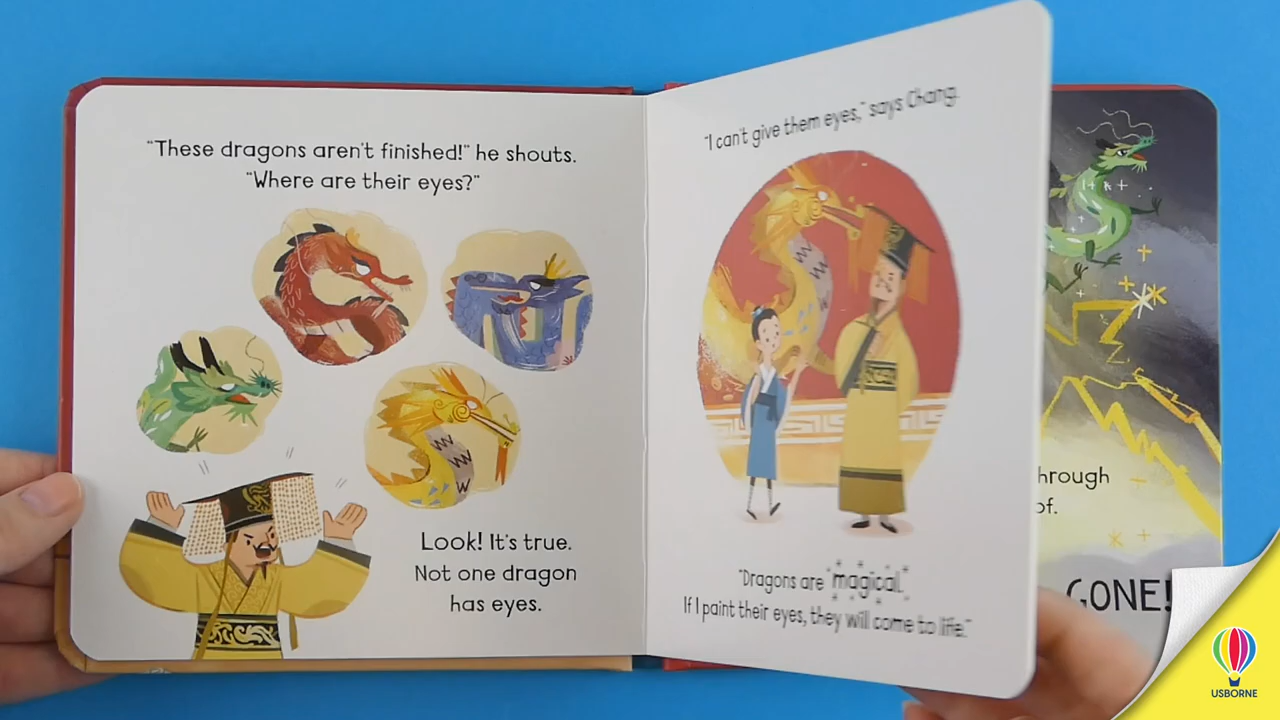 "These dragons aren't finished!" he shouts.
"Where are their eyes?"
Look! It's true.
Not one dragon
has eyes.
"I can't give them eyes," says Chang.
"Dragons are magical.
If I paint their eyes, they will come to life."
hrough
of.
GONE!
USBORNE